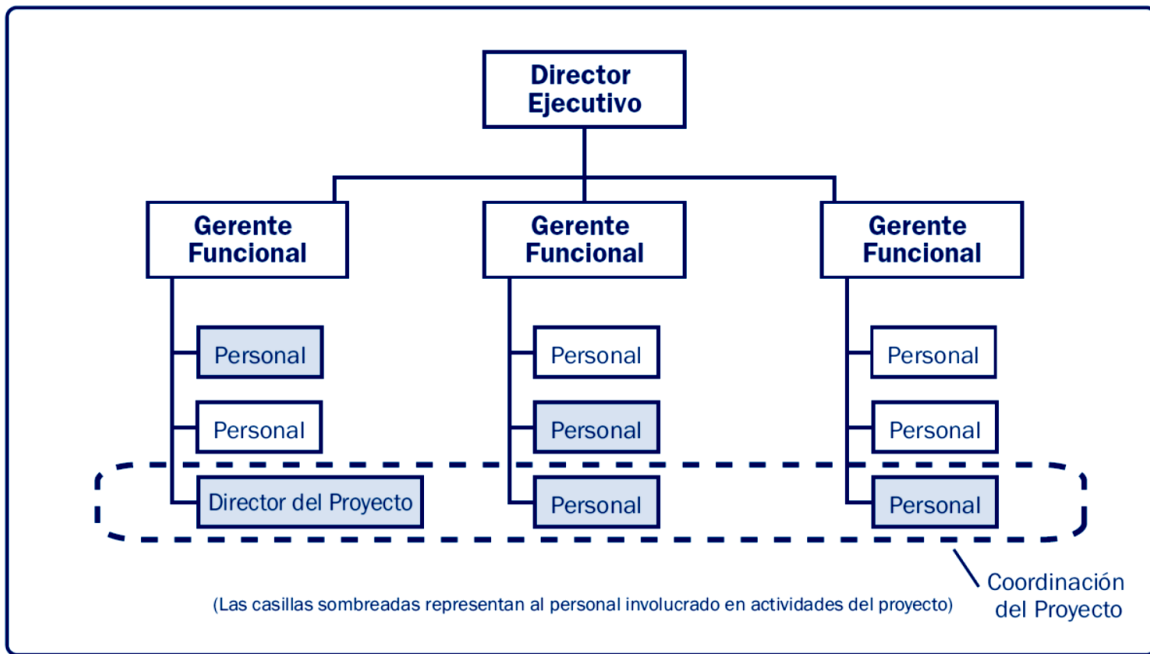 Director
Ejecutivo
Gerente
Funcional
Gerente
Funcional
Gerente
Funcional
Personal
Personal
Personal
Personal
Personal
Personal
Director del Proyecto
Personal
Personal
Coordinación
del Proyecto
(Las casillas sombreadas representan al personal involucrado en actividades del proyecto)